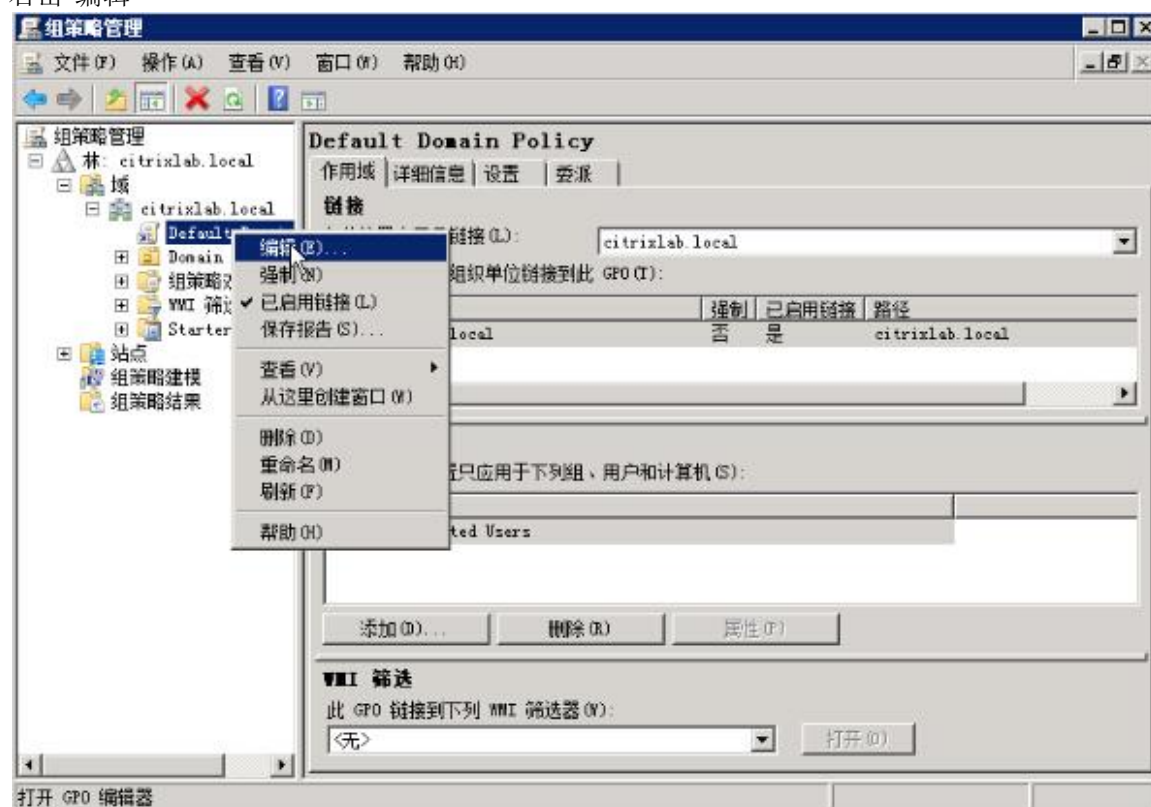 组策略管理
文件(F) 操作(A) 查看(V) 窗口(W) 帮助(H)
组策略管理
林: citrixlab.local
域
citrixlab.local
Default
Domain
组策略
WMI 筛
Starter
站点
组策略建模
组策略结果
编辑(E)...
强制(N)
已启用链接(L)
保存报告(S)...
查看(V)
从这里创建窗口(W)
删除(D)
重命名(M)
刷新(F)
帮助(H)
Default Domain Policy
作用域 详细信息 设置 委派
链接
链接(L): citrixlab.local
组织单位链接到此 GPO(T):
强制 已启用链接 路径
local 否 是 citrixlab.local
只应用于下列组、用户和计算机(S):
ted Users
添加(D)... 删除(R) 属性(P)
WMI 筛选
此 GPO 链接到下列 WMI 筛选器(W):
<无> 打开(O)
打开 GPO 编辑器